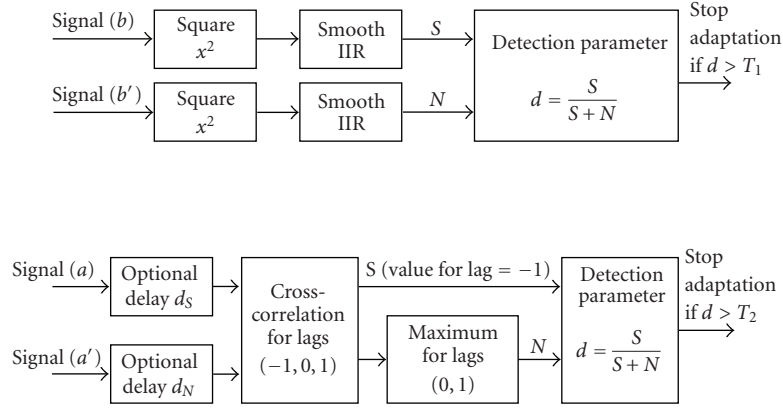 Signal (b)
Square
x²
Smooth
IIR
S
Detection parameter
d = S / (S + N)
Stop
adaptation
if d > T₁
Signal (b′)
Square
x²
Smooth
IIR
N
Signal (a)
Optional
delay d_S
Cross-
correlation
for lags
(−1, 0, 1)
S (value for lag = −1)
Detection
parameter
d = S / (S + N)
Stop
adaptation
if d > T₂
Signal (a′)
Optional
delay d_N
Maximum
for lags
(0, 1)
N